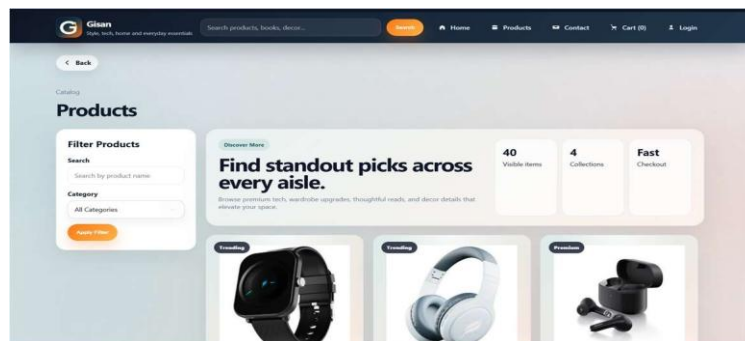 Gisan
Style, tech, home and everyday essentials
Search products, books, decor...
Search
Home
Products
Contact
Cart (0)
Login
< Back
Catalog
Products
Filter Products
Search
Search by product name
Category
All Categories
Apply Filter
Discover More
Find standout picks across
every aisle.
Browse premium tech, wardrobe upgrades, thoughtful reads, and decor details that
elevate your space.
40
Visible items
4
Collections
Fast
Checkout
Trending
Trending
Premium